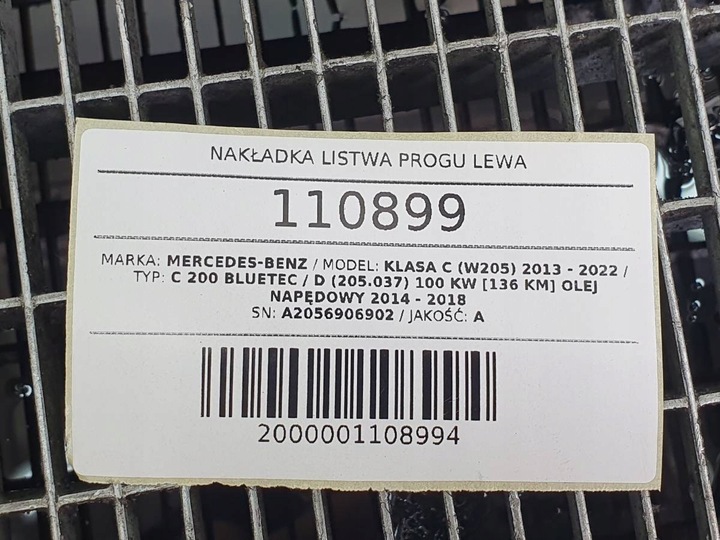 NAKŁADKA LISTWA PROGU LEWA
110899
MARKA: MERCEDES-BENZ / MODEL: KLASA C (W205) 2013 - 2022 /
TYP: C 200 BLUETEC / D (205.037) 100 KW [136 KM] OLEJ
NAPĘDOWY 2014 - 2018
SN: A2056906902 / JAKOŚĆ: A
2000001108994